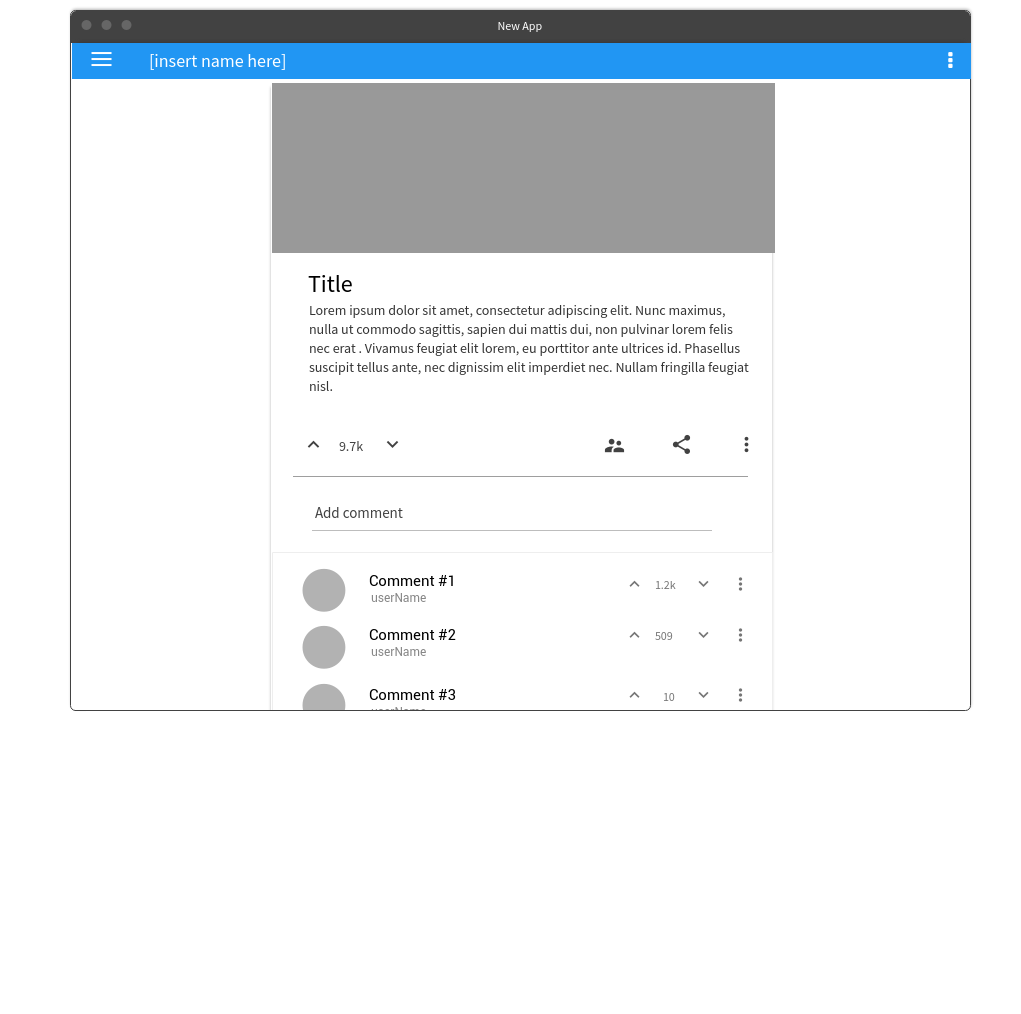 New App
[insert name here]
Title
Lorem ipsum dolor sit amet, consectetur adipiscing elit. Nunc maximus,
nulla ut commodo sagittis, sapien dui mattis dui, non pulvinar lorem felis
nec erat . Vivamus feugiat elit lorem, eu porttitor ante ultrices id. Phasellus
suscipit tellus ante, nec dignissim elit imperdiet nec. Nullam fringilla feugiat
nisl.
9.7k
Add comment
Comment #1
1.2k
userName
Comment #2
509
userName
Comment #3
10
userName